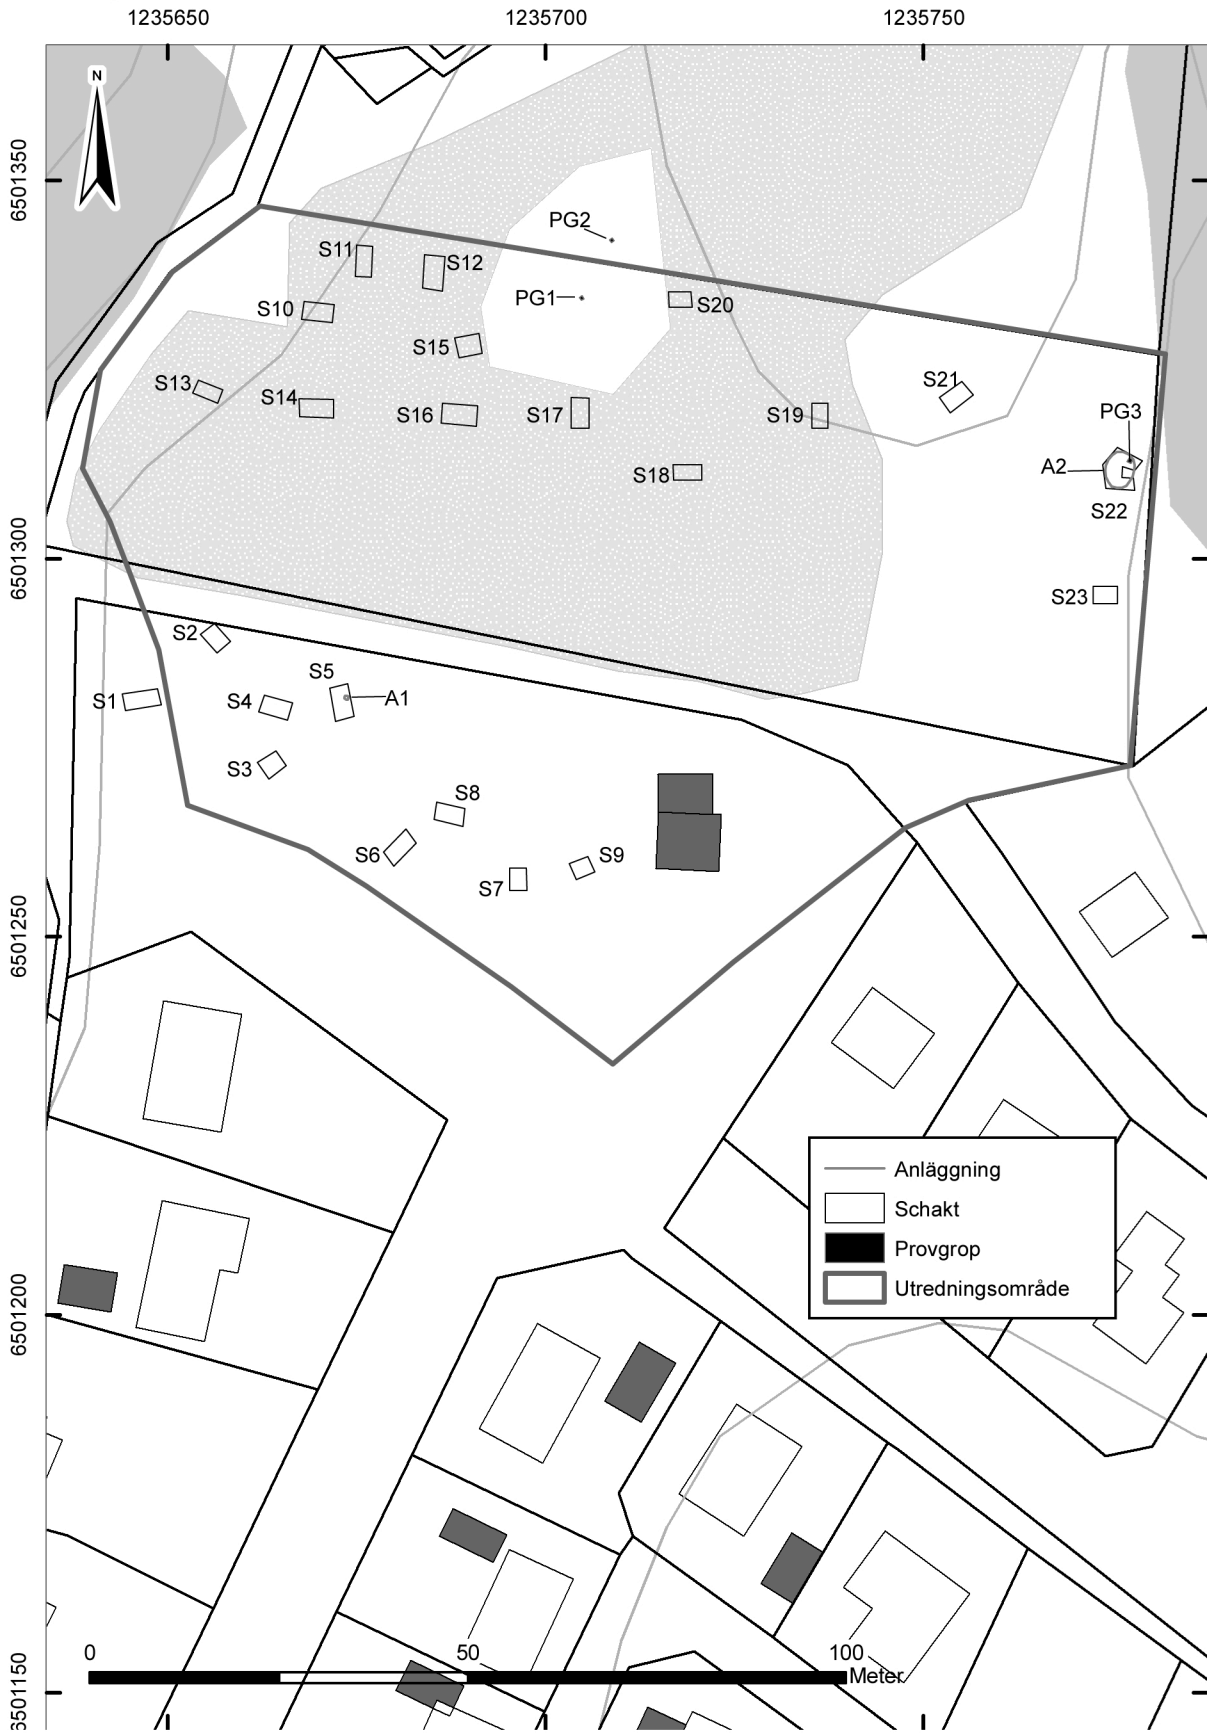 1235650 1235700 1235750
N
6501350
PG2
S11
S12
PG1
S10
S20
S15
S13
S14
S16
S17
S19
S21
PG3
A2
S18
S22
6501300
S23
S2
S5
S1
S4
A1
S3
S8
S6
S9
S7
6501250
Anläggning
Schakt
Provgrop
Utredningsområde
6501200
0 50 100
Meter
6501150